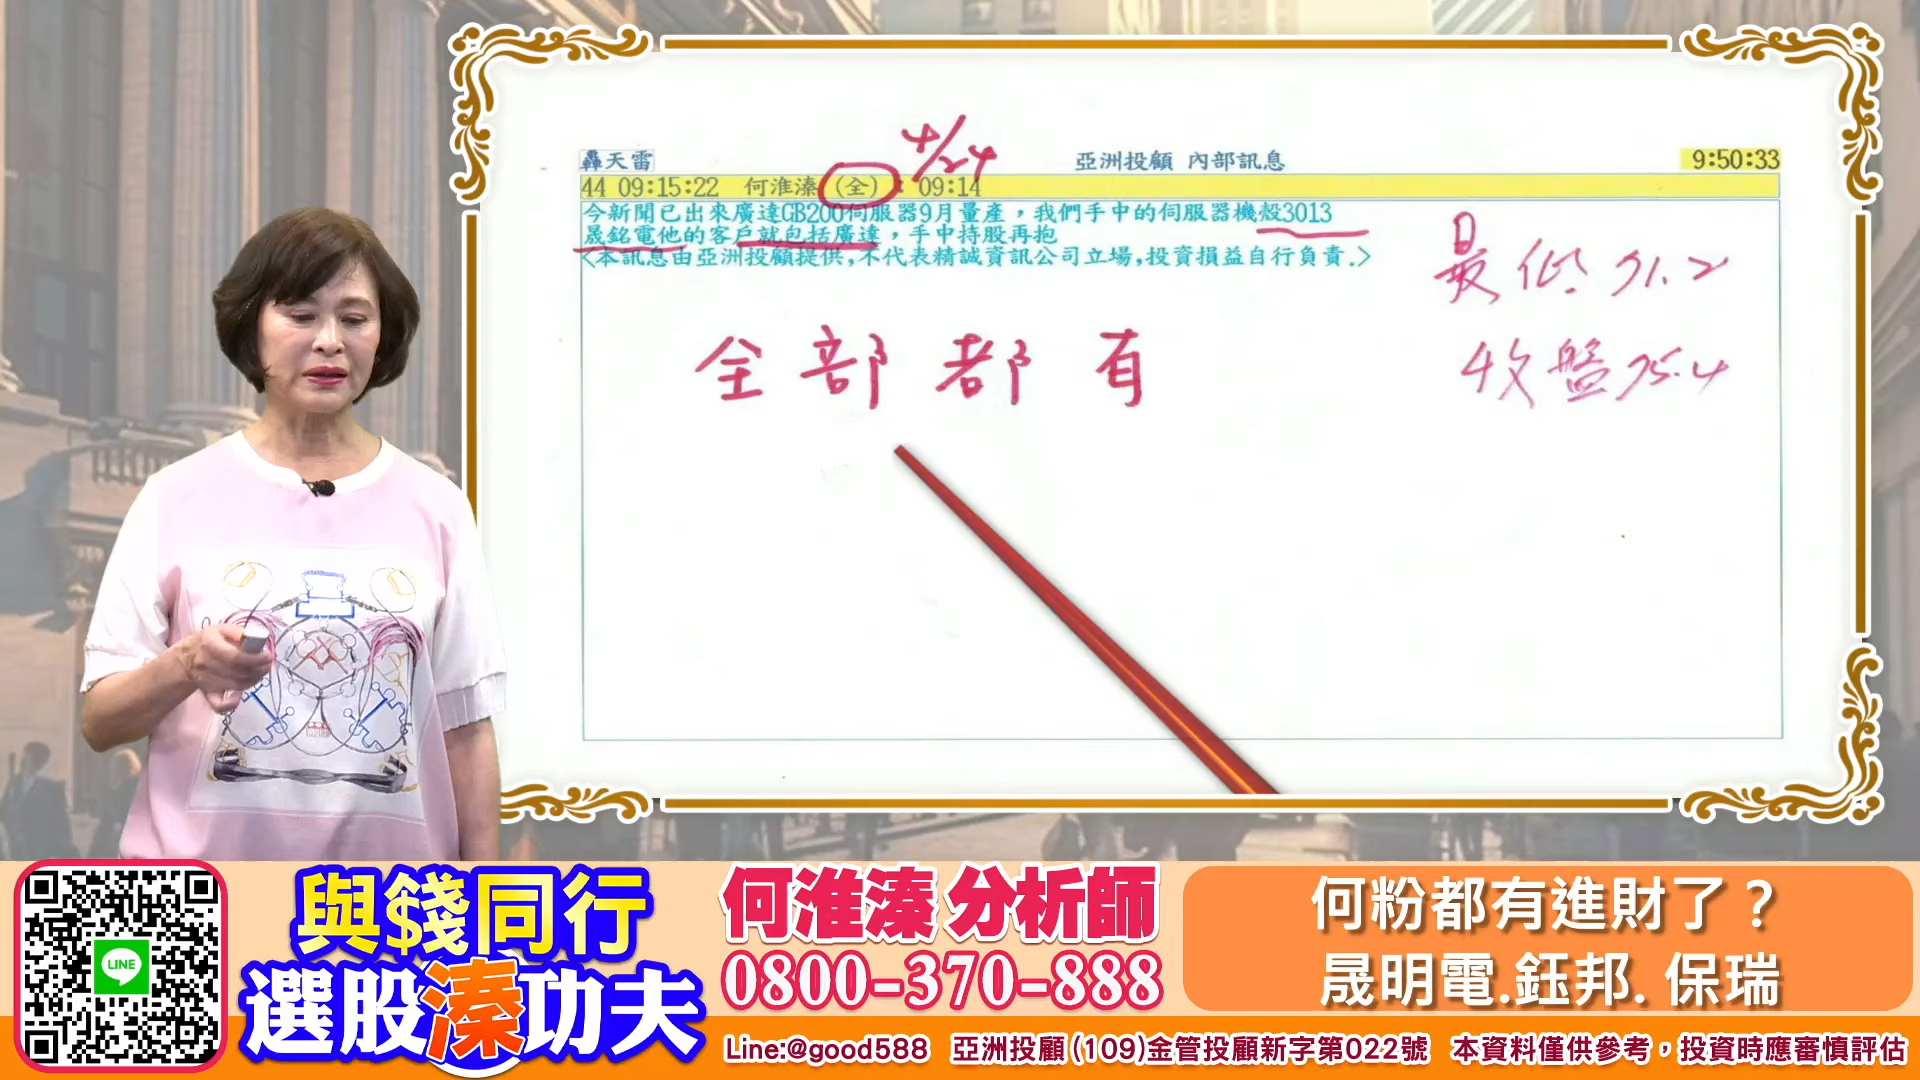 4/24
轟天雷 亞洲投顧 內部訊息 9:50:33
44 09:15:22 何淮溱 (全) : 09:14
今新聞已出來廣達GB200伺服器9月量產，我們手中的伺服器機殼3013
晟銘電他的客戶就包括廣達，手中持股再抱
<本訊息由亞洲投顧提供,不代表精誠資訊公司立場,投資損益自行負責.>
最低 91.2
收盤 95.4
全部都有
LINE
與錢同行
選股溱功夫
何淮溱 分析師
0800-370-888
何粉都有進財了？
晟明電.鈺邦. 保瑞
Line:@good588 亞洲投顧 (109)金管投顧新字第022號 本資料僅供參考，投資時應審慎評估